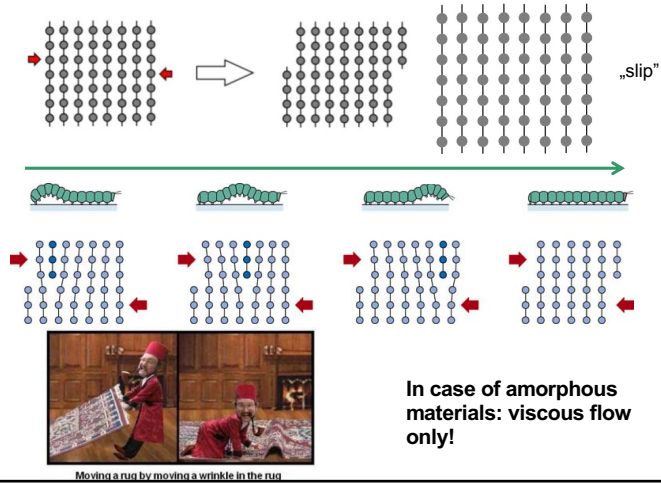 „slip”
In case of amorphous
materials: viscous flow
only!
Moving a rug by moving a wrinkle in the rug